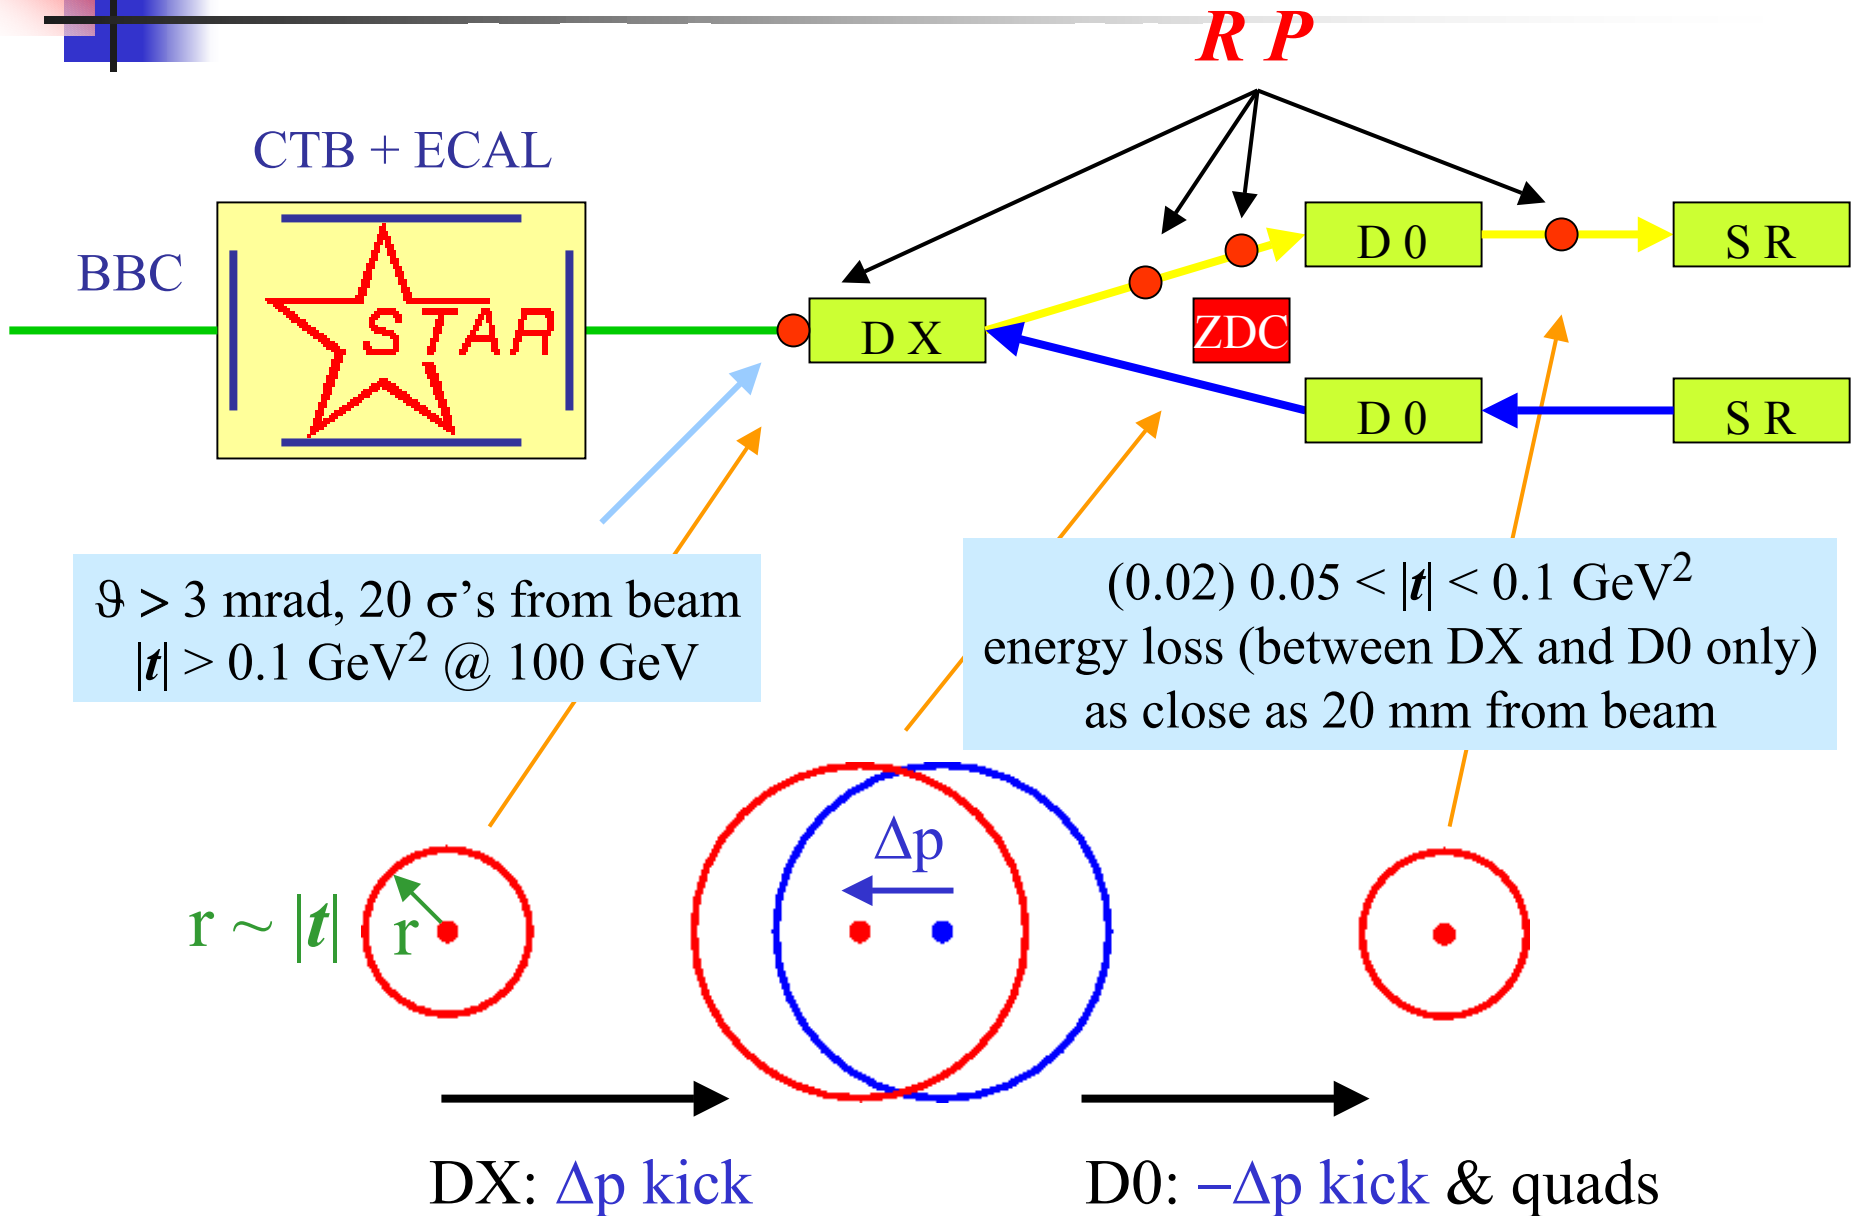 R P
CTB + ECAL
BBC
STAR
D X
ZDC
D 0
S R
D 0
S R
ϑ > 3 mrad, 20 σ’s from beam
|t| > 0.1 GeV² @ 100 GeV
(0.02) 0.05 < |t| < 0.1 GeV²
energy loss (between DX and D0 only)
as close as 20 mm from beam
r ~ |t|
r
Δp
DX: Δp kick
D0: −Δp kick & quads